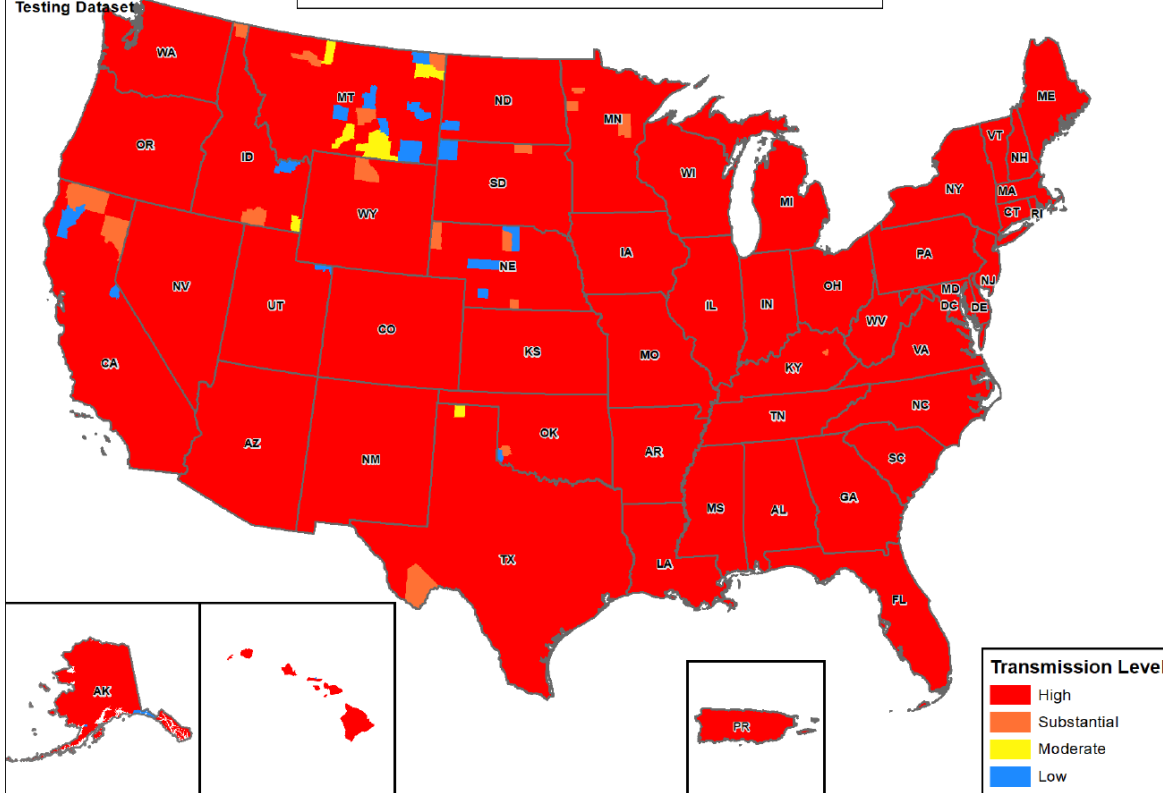 Testing Dataset
WA
MT
ND
MN
ME
VT
NH
OR
ID
WI
NY
MA
SD
MI
CT
RI
WY
IA
PA
NE
NJ
NV
OH
MD
UT
IL
IN
DC
DE
CO
WV
VA
KS
MO
CA
KY
NC
TN
OK
AZ
AR
NM
SC
GA
MS
AL
TX
LA
FL
AK
PR
Transmission Level
High
Substantial
Moderate
Low